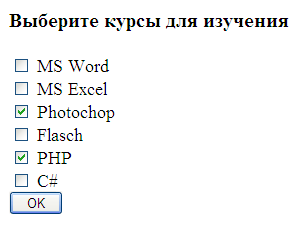 Выберите курсы для изучения
MS Word
MS Excel
Photochop
Flasch
PHP
C#
OK